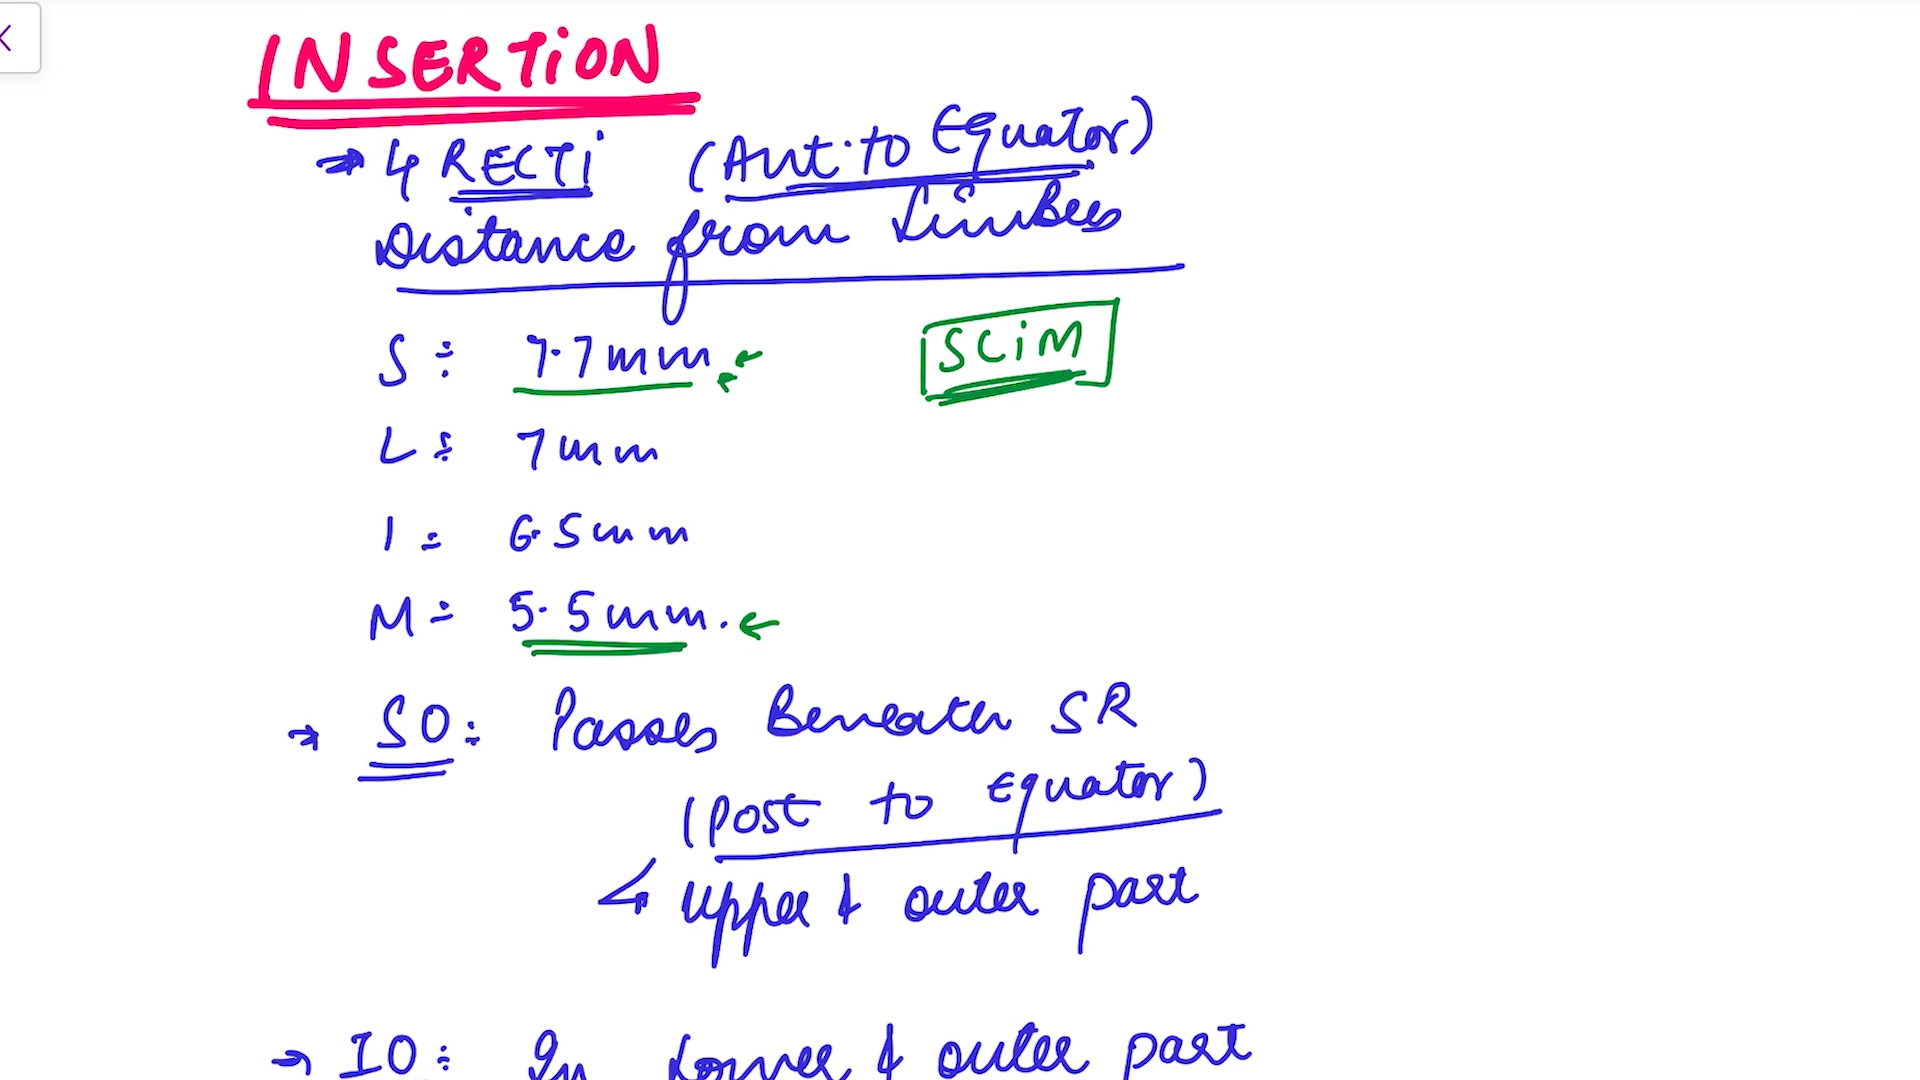 INSERTION
→ 4 RECTI (Ant. to Equator)
Distance from Limbus
S : 7.7mm
SLiM
L : 7mm
I = 6.5mm
M = 5.5mm.
→ SO : Passes Beneath SR
(Post to Equator)
Upper & outer part
→ IO : In Lower & outer part